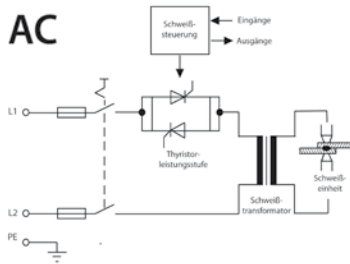 AC
Schweiß-
steuerung
Eingänge
Ausgänge
L1
Thyristor-
leistungsstufe
Schweiß-
transformator
Schweiß-
einheit
L2
PE